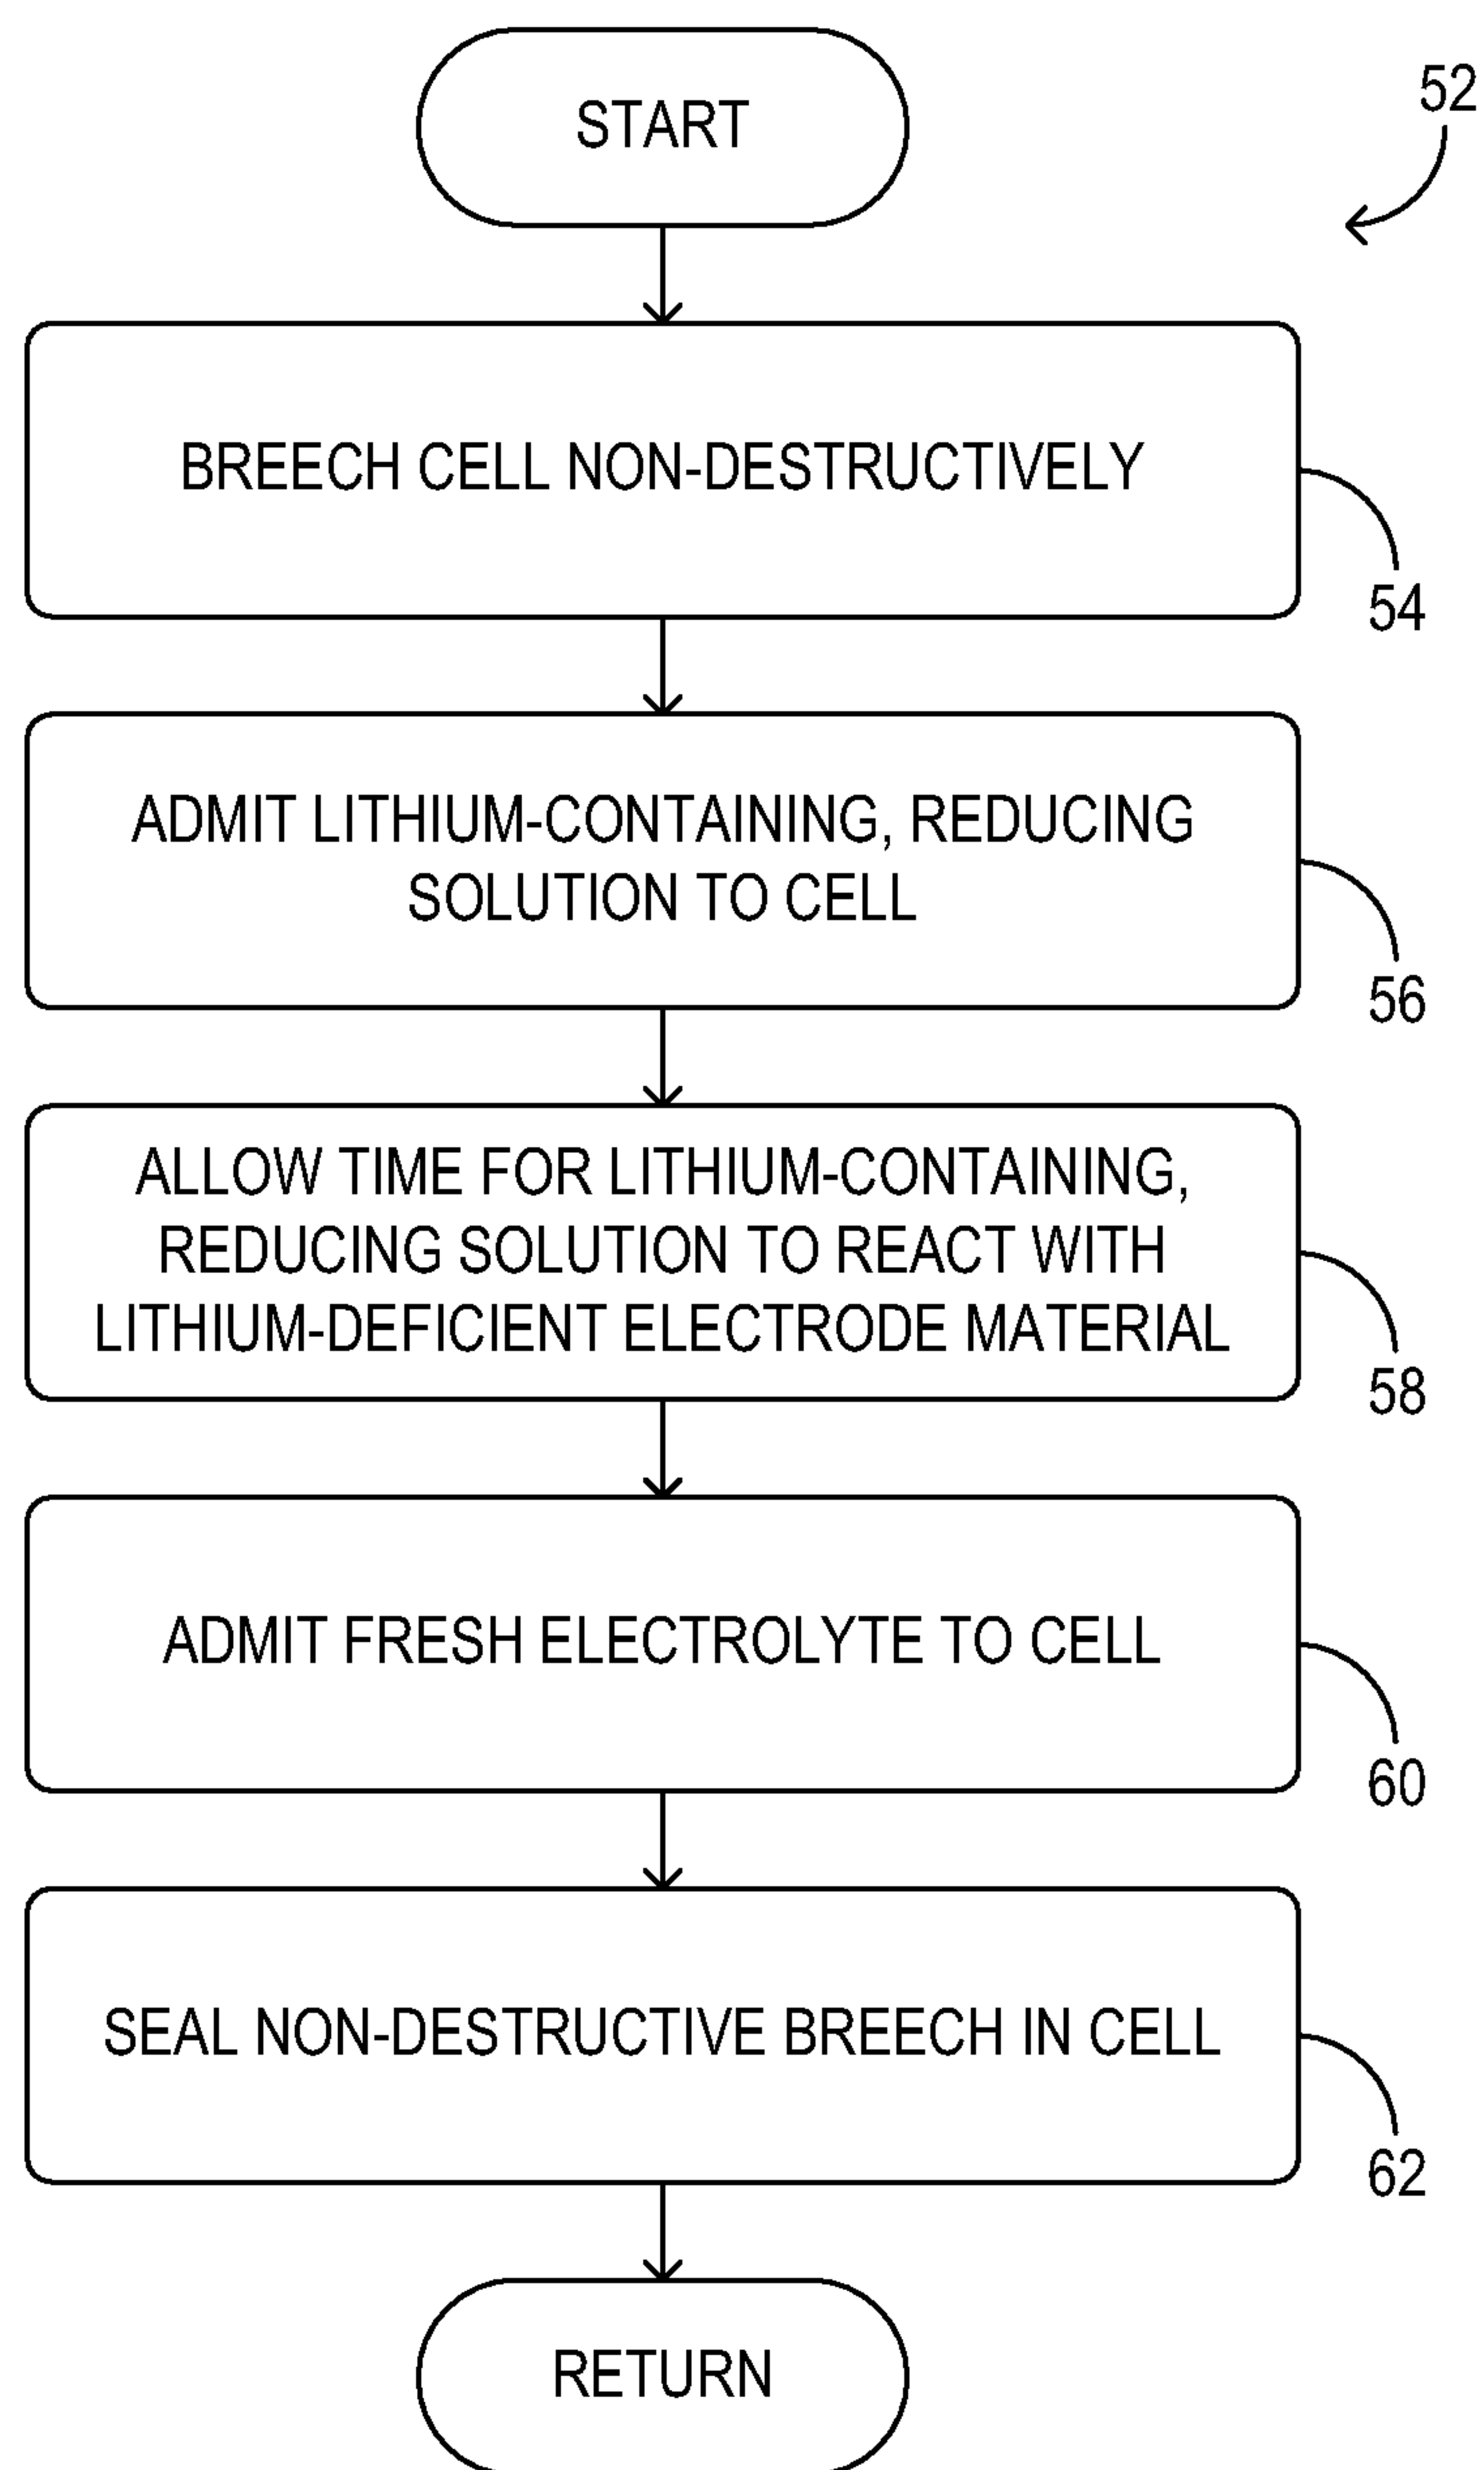 START
52
BREECH CELL NON-DESTRUCTIVELY
54
ADMIT LITHIUM-CONTAINING, REDUCING
SOLUTION TO CELL
56
ALLOW TIME FOR LITHIUM-CONTAINING,
REDUCING SOLUTION TO REACT WITH
LITHIUM-DEFICIENT ELECTRODE MATERIAL
58
ADMIT FRESH ELECTROLYTE TO CELL
60
SEAL NON-DESTRUCTIVE BREECH IN CELL
62
RETURN